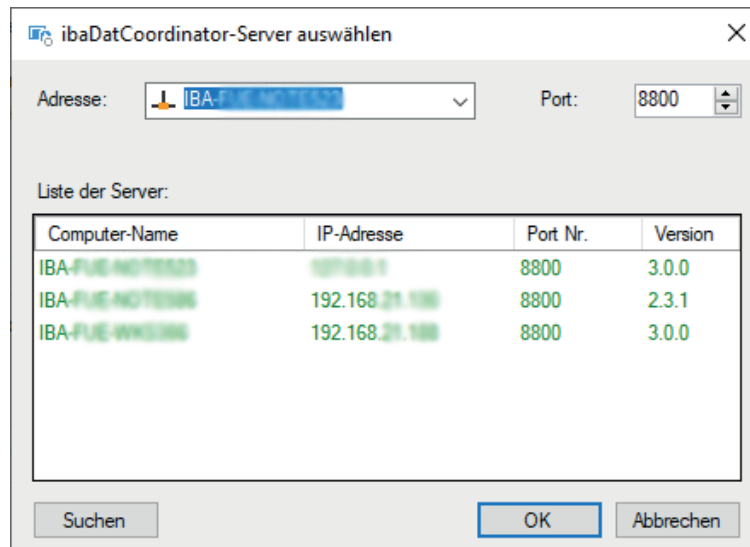 ibaDatCoordinator-Server auswählen
Adresse: IBA- Port: 8800
Liste der Server:
Computer-Name IP-Adresse Port Nr. Version
IBA- 8800 3.0.0
IBA- 192.168. 8800 2.3.1
IBA- 192.168. 8800 3.0.0
Suchen OK Abbrechen